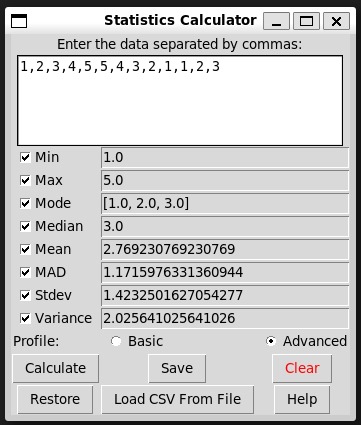 Statistics Calculator
Enter the data separated by commas:
1,2,3,4,5,5,4,3,2,1,1,2,3
Min 1.0
Max 5.0
Mode [1.0, 2.0, 3.0]
Median 3.0
Mean 2.769230769230769
MAD 1.1715976331360944
Stdev 1.4232501627054277
Variance 2.025641025641026
Profile: Basic Advanced
Calculate Save Clear
Restore Load CSV From File Help